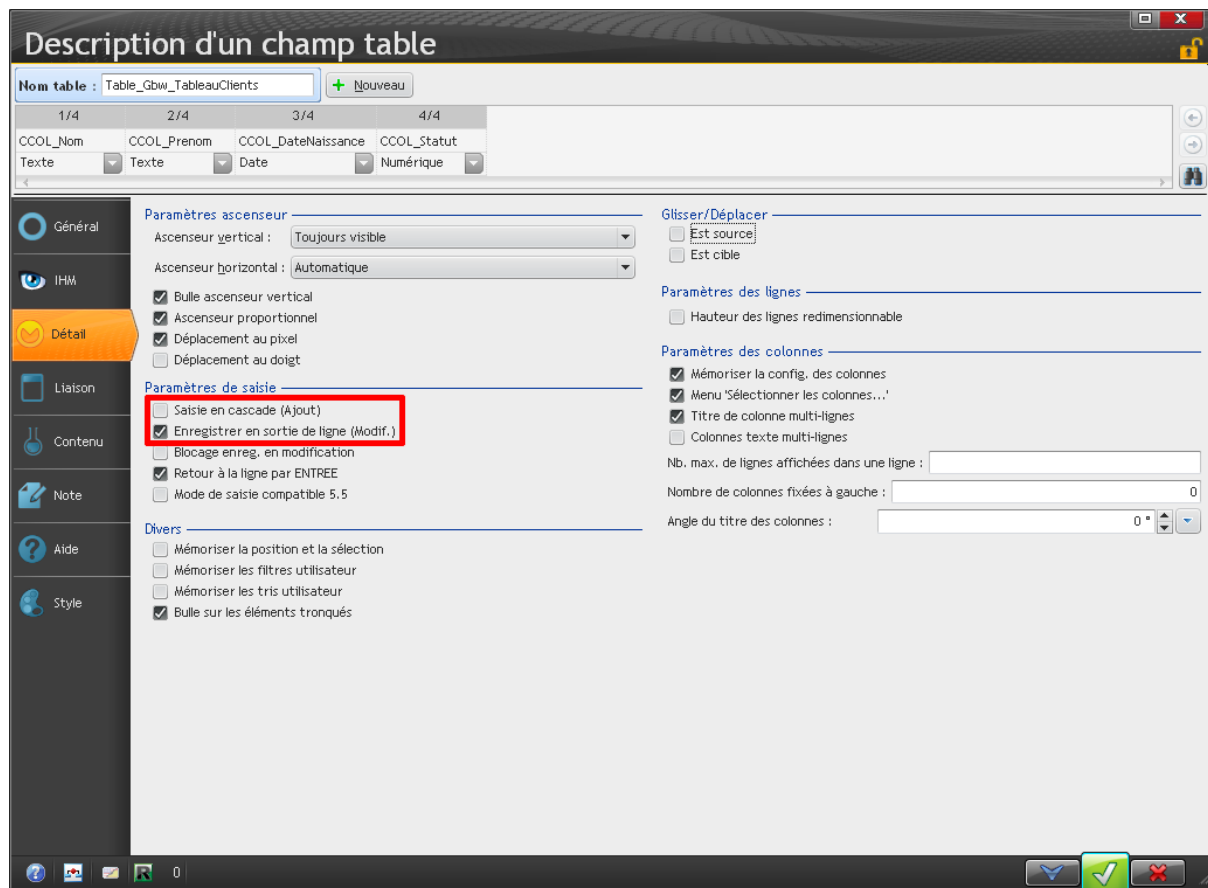 Description d'un champ table
Nom table : Table_Gbw_TableauClients + Nouveau
1/4 2/4 3/4 4/4
CCOL_Nom CCOL_Prenom CCOL_DateNaissance CCOL_Statut
Texte Texte Date Numérique
Général
IHM
Détail
Liaison
Contenu
Note
Aide
Style
Paramètres ascenseur
Ascenseur vertical : Toujours visible
Ascenseur horizontal : Automatique
Bulle ascenseur vertical
Ascenseur proportionnel
Déplacement au pixel
Déplacement au doigt
Paramètres de saisie
Saisie en cascade (Ajout)
Enregistrer en sortie de ligne (Modif.)
Blocage enreg. en modification
Retour à la ligne par ENTREE
Mode de saisie compatible 5.5
Divers
Mémoriser la position et la sélection
Mémoriser les filtres utilisateur
Mémoriser les tris utilisateur
Bulle sur les éléments tronqués
Glisser/Déplacer
Est source
Est cible
Paramètres des lignes
Hauteur des lignes redimensionnable
Paramètres des colonnes
Mémoriser la config. des colonnes
Menu 'Sélectionner les colonnes...'
Titre de colonne multi-lignes
Colonnes texte multi-lignes
Nb. max. de lignes affichées dans une ligne :
Nombre de colonnes fixées à gauche : 0
Angle du titre des colonnes : 0 °
? R 0